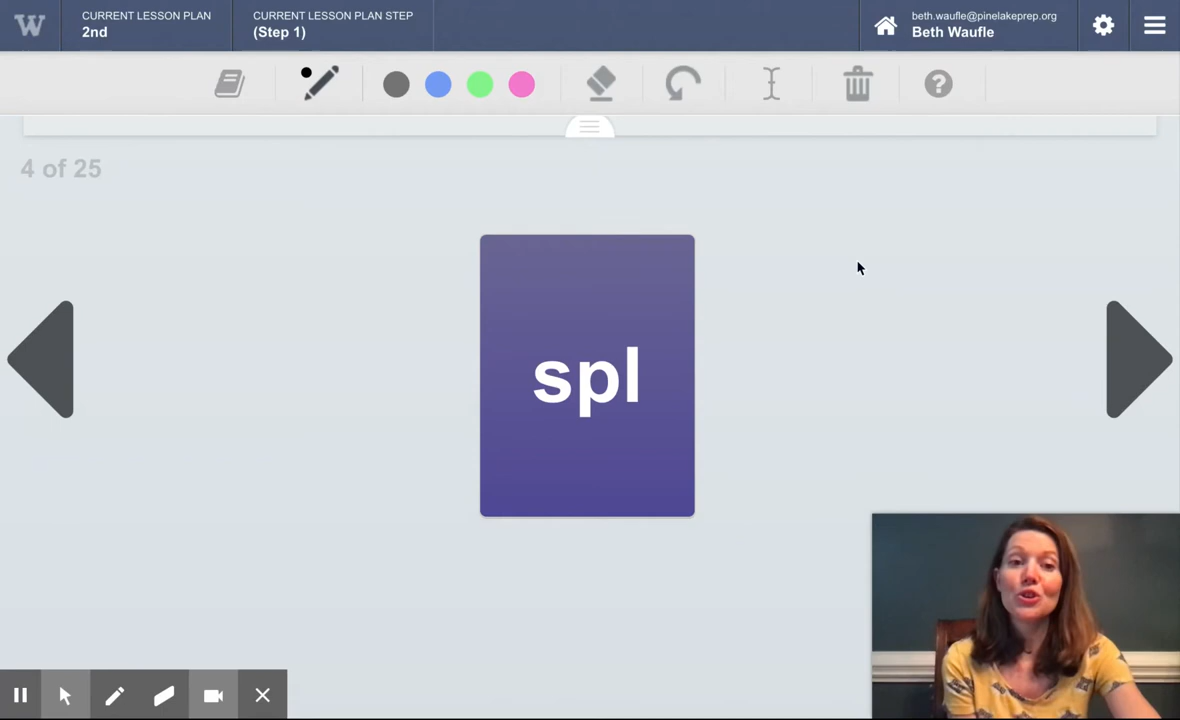 W
CURRENT LESSON PLAN
2nd
CURRENT LESSON PLAN STEP
(Step 1)
beth.waufle@pinelakeprep.org
Beth Waufle
?
4 of 25
spl